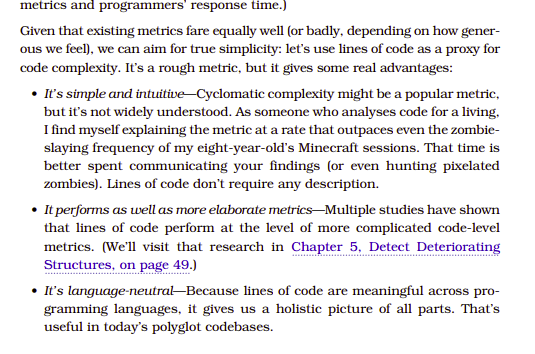 metrics and programmers' response time.)
Given that existing metrics fare equally well (or badly, depending on how gener-
ous we feel), we can aim for true simplicity: let's use lines of code as a proxy for
code complexity. It's a rough metric, but it gives some real advantages:
• It's simple and intuitive—Cyclomatic complexity might be a popular metric,
but it's not widely understood. As someone who analyses code for a living,
I find myself explaining the metric at a rate that outpaces even the zombie-
slaying frequency of my eight-year-old's Minecraft sessions. That time is
better spent communicating your findings (or even hunting pixelated
zombies). Lines of code don't require any description.
• It performs as well as more elaborate metrics—Multiple studies have shown
that lines of code perform at the level of more complicated code-level
metrics. (We'll visit that research in Chapter 5, Detect Deteriorating
Structures, on page 49.)
• It's language-neutral—Because lines of code are meaningful across pro-
gramming languages, it gives us a holistic picture of all parts. That's
useful in today's polyglot codebases.